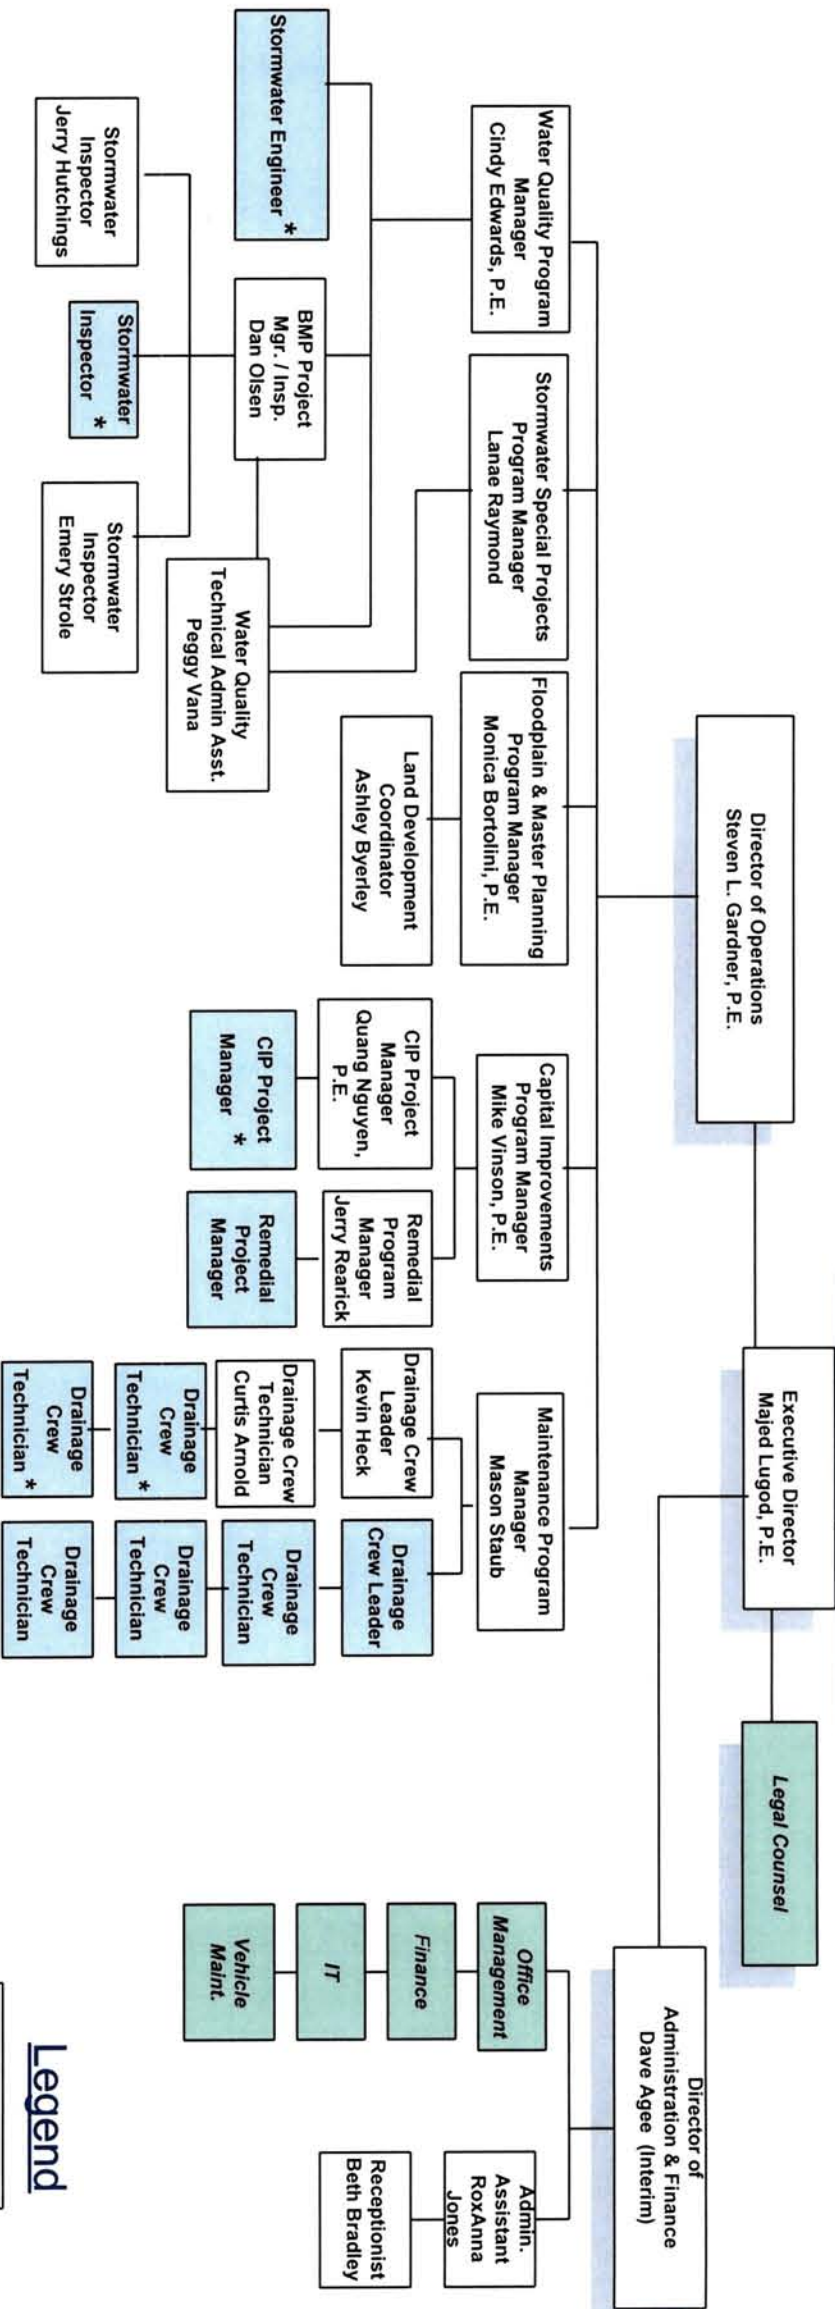 Executive Director
Majed Lugod, P.E.
Legal Counsel
Director of Operations
Steven L. Gardner, P.E.
Director of
Administration & Finance
Dave Agee (Interim)
Water Quality Program
Manager
Cindy Edwards, P.E.
Stormwater Special Projects
Program Manager
Lanae Raymond
Floodplain & Master Planning
Program Manager
Monica Bortolini, P.E.
Capital Improvements
Program Manager
Mike Vinson, P.E.
Maintenance Program
Manager
Mason Staub
Office
Management
Admin.
Assistant
RoxAnna
Jones
Stormwater Engineer *
BMP Project
Mgr. / Insp.
Dan Olsen
Water Quality
Technical Admin Asst.
Peggy Vana
Land Development
Coordinator
Ashley Byerley
CIP Project
Manager
Quang Nguyen,
P.E.
Remedial
Program
Manager
Jerry Rearick
Drainage Crew
Leader
Kevin Heck
Drainage
Crew Leader
Finance
Receptionist
Beth Bradley
CIP Project
Manager *
Remedial
Project
Manager
Drainage Crew
Technician
Curtis Arnold
Drainage
Crew
Technician
IT
Stormwater
Inspector
Jerry Hutchings
Stormwater
Inspector *
Stormwater
Inspector
Emery Strole
Drainage
Crew
Technician *
Drainage
Crew
Technician
Vehicle
Maint.
Drainage
Crew
Technician *
Drainage
Crew
Technician
Legend